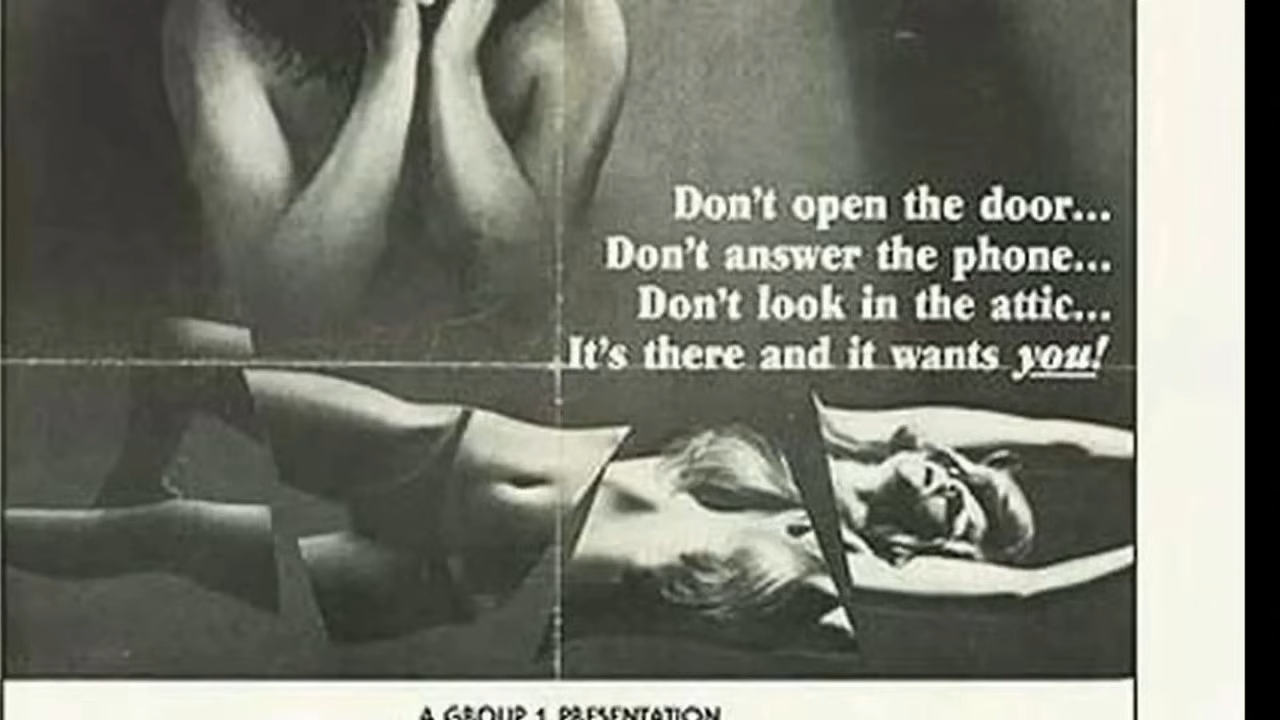 Don't open the door...
Don't answer the phone...
Don't look in the attic...
It's there and it wants you!
A GROUP 1 PRESENTATION